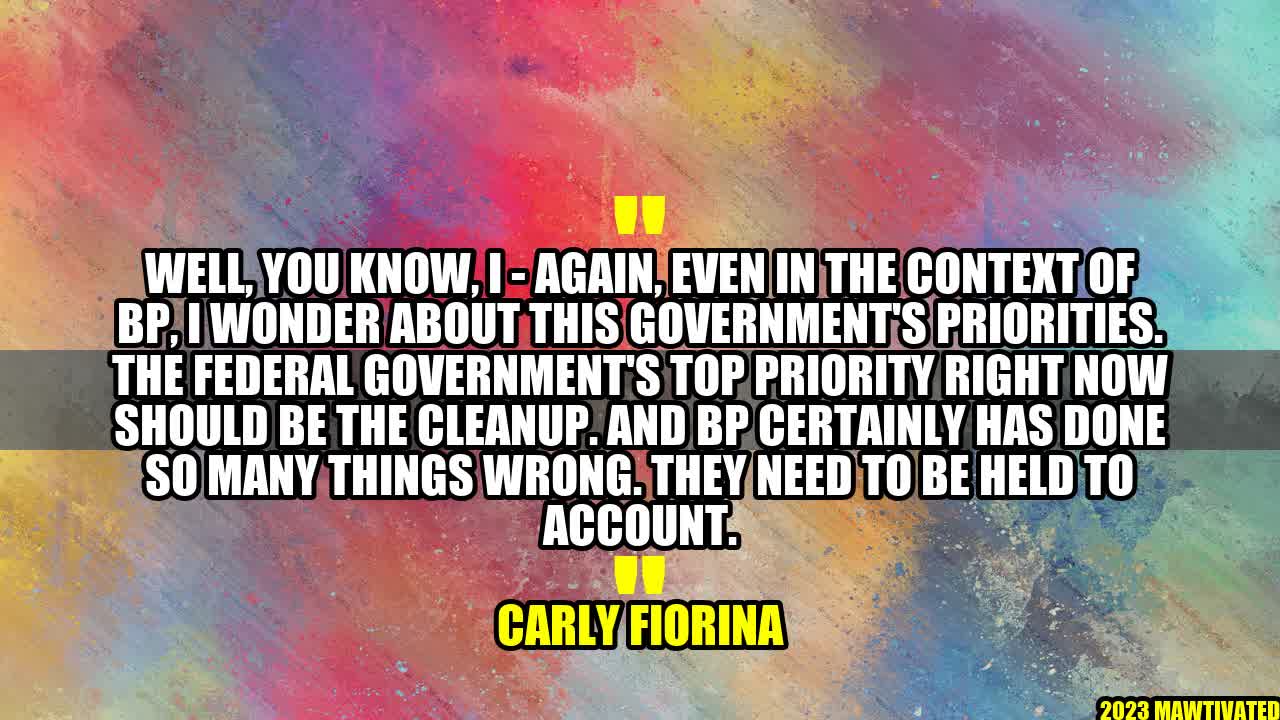 "
WELL, YOU KNOW, I - AGAIN, EVEN IN THE CONTEXT OF
BP, I WONDER ABOUT THIS GOVERNMENT'S PRIORITIES.
THE FEDERAL GOVERNMENT'S TOP PRIORITY RIGHT NOW
SHOULD BE THE CLEANUP. AND BP CERTAINLY HAS DONE
SO MANY THINGS WRONG. THEY NEED TO BE HELD TO
ACCOUNT.
"
CARLY FIORINA
2023 MAWTIVATED